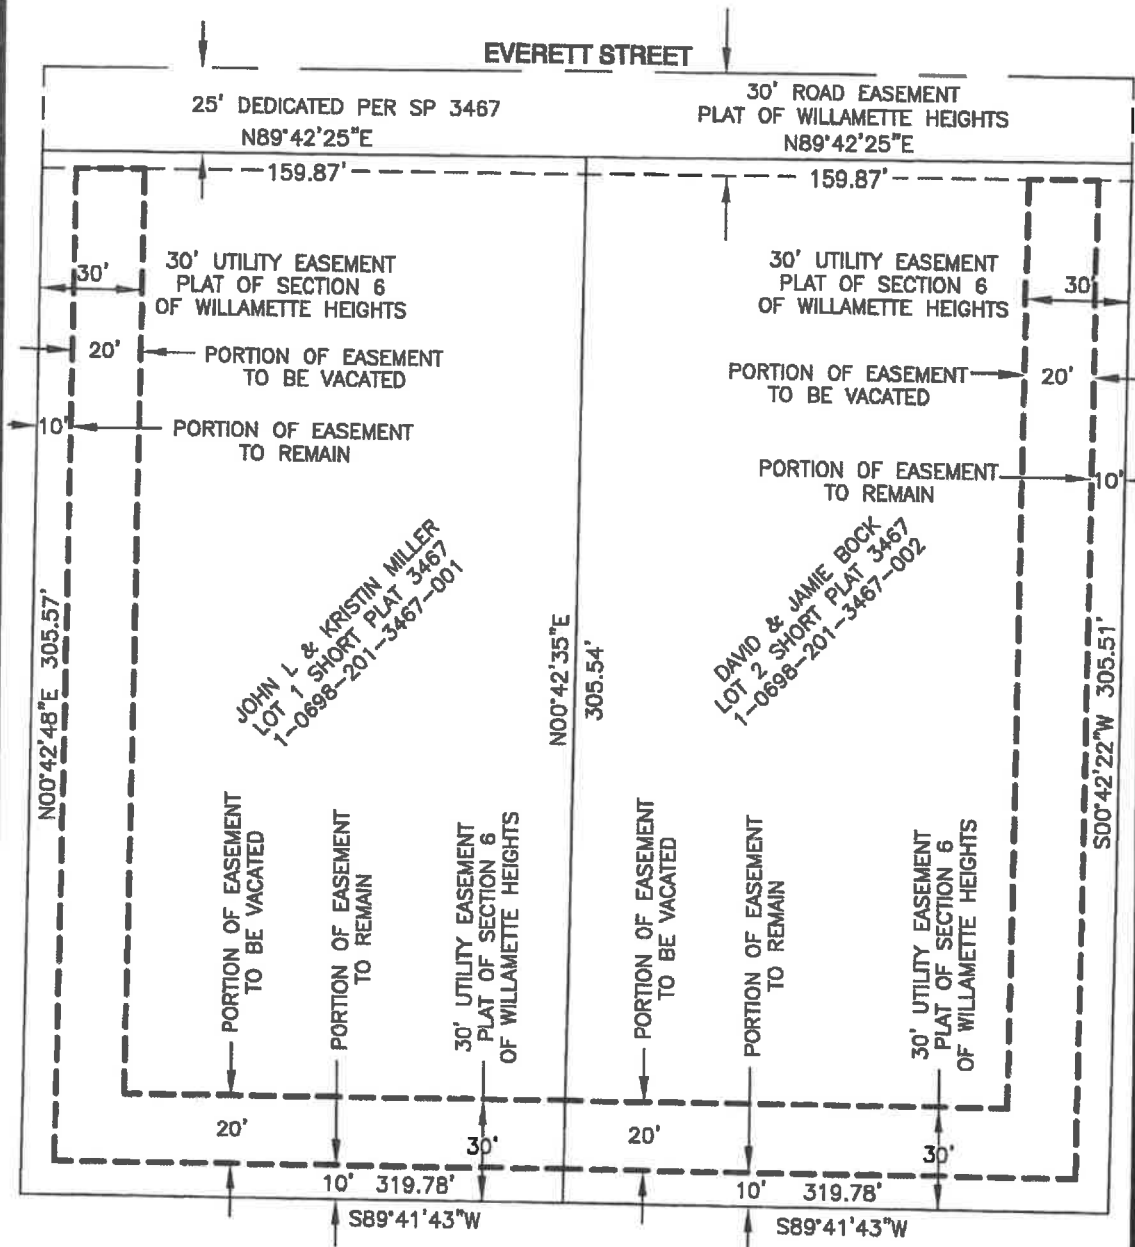 EVERETT STREET
25' DEDICATED PER SP 3467
N89°42'25"E
30' ROAD EASEMENT
PLAT OF WILLAMETTE HEIGHTS
N89°42'25"E
159.87'
159.87'
30'
30' UTILITY EASEMENT
PLAT OF SECTION 6
OF WILLAMETTE HEIGHTS
30' UTILITY EASEMENT
PLAT OF SECTION 6
OF WILLAMETTE HEIGHTS
30'
20'
PORTION OF EASEMENT
TO BE VACATED
PORTION OF EASEMENT
TO BE VACATED
20'
10'
PORTION OF EASEMENT
TO REMAIN
PORTION OF EASEMENT
TO REMAIN
10'
JOHN L & KRISTIN MILLER
LOT 1 SHORT PLAT 3467
1-0698-201-3467-001
DAVID & JAMIE BOCK
LOT 2 SHORT PLAT 3467
1-0698-201-3467-002
N00°42'48"E 305.57'
N00°42'35"E
305.54'
S00°42'22"W 305.51'
PORTION OF EASEMENT
TO BE VACATED
PORTION OF EASEMENT
TO REMAIN
30' UTILITY EASEMENT
PLAT OF SECTION 6
OF WILLAMETTE HEIGHTS
PORTION OF EASEMENT
TO BE VACATED
PORTION OF EASEMENT
TO REMAIN
30' UTILITY EASEMENT
PLAT OF SECTION 6
OF WILLAMETTE HEIGHTS
20'
30'
20'
30'
10' 319.78'
S89°41'43"W
10' 319.78'
S89°41'43"W